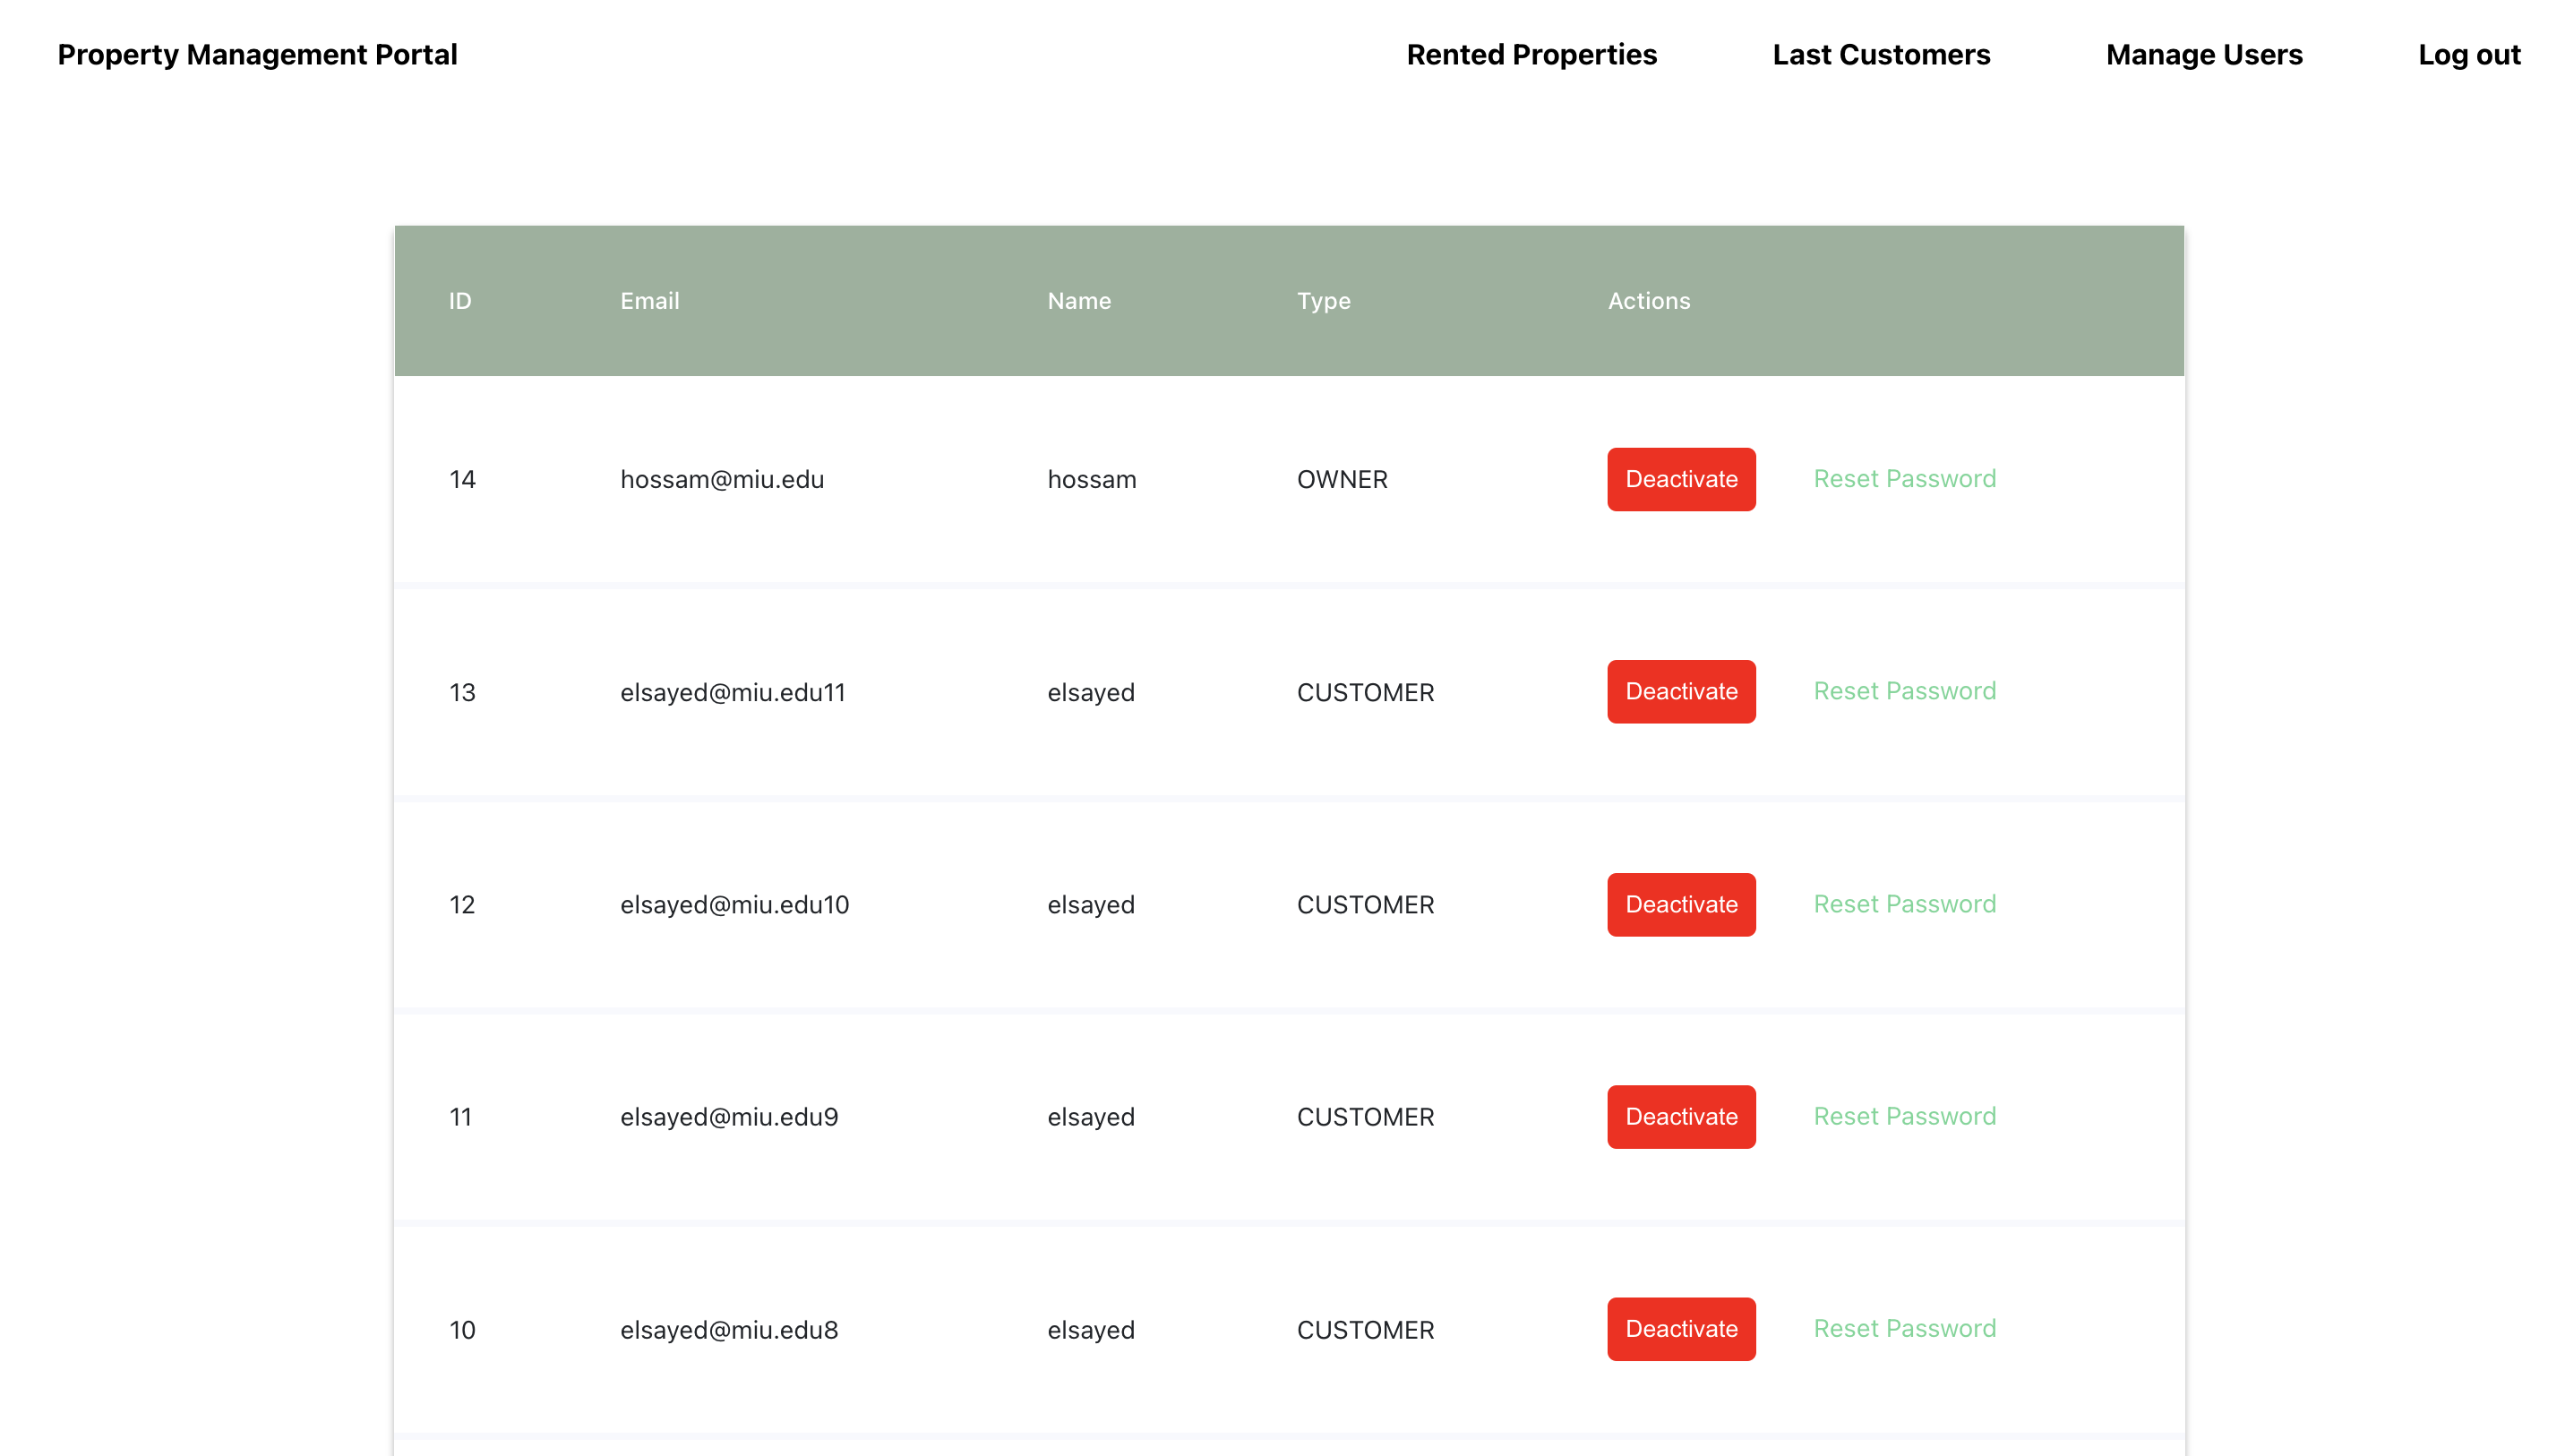 Property Management Portal Rented Properties Last Customers Manage Users Log out
ID Email Name Type Actions
14 hossam@miu.edu hossam OWNER Deactivate Reset Password
13 elsayed@miu.edu11 elsayed CUSTOMER Deactivate Reset Password
12 elsayed@miu.edu10 elsayed CUSTOMER Deactivate Reset Password
11 elsayed@miu.edu9 elsayed CUSTOMER Deactivate Reset Password
10 elsayed@miu.edu8 elsayed CUSTOMER Deactivate Reset Password